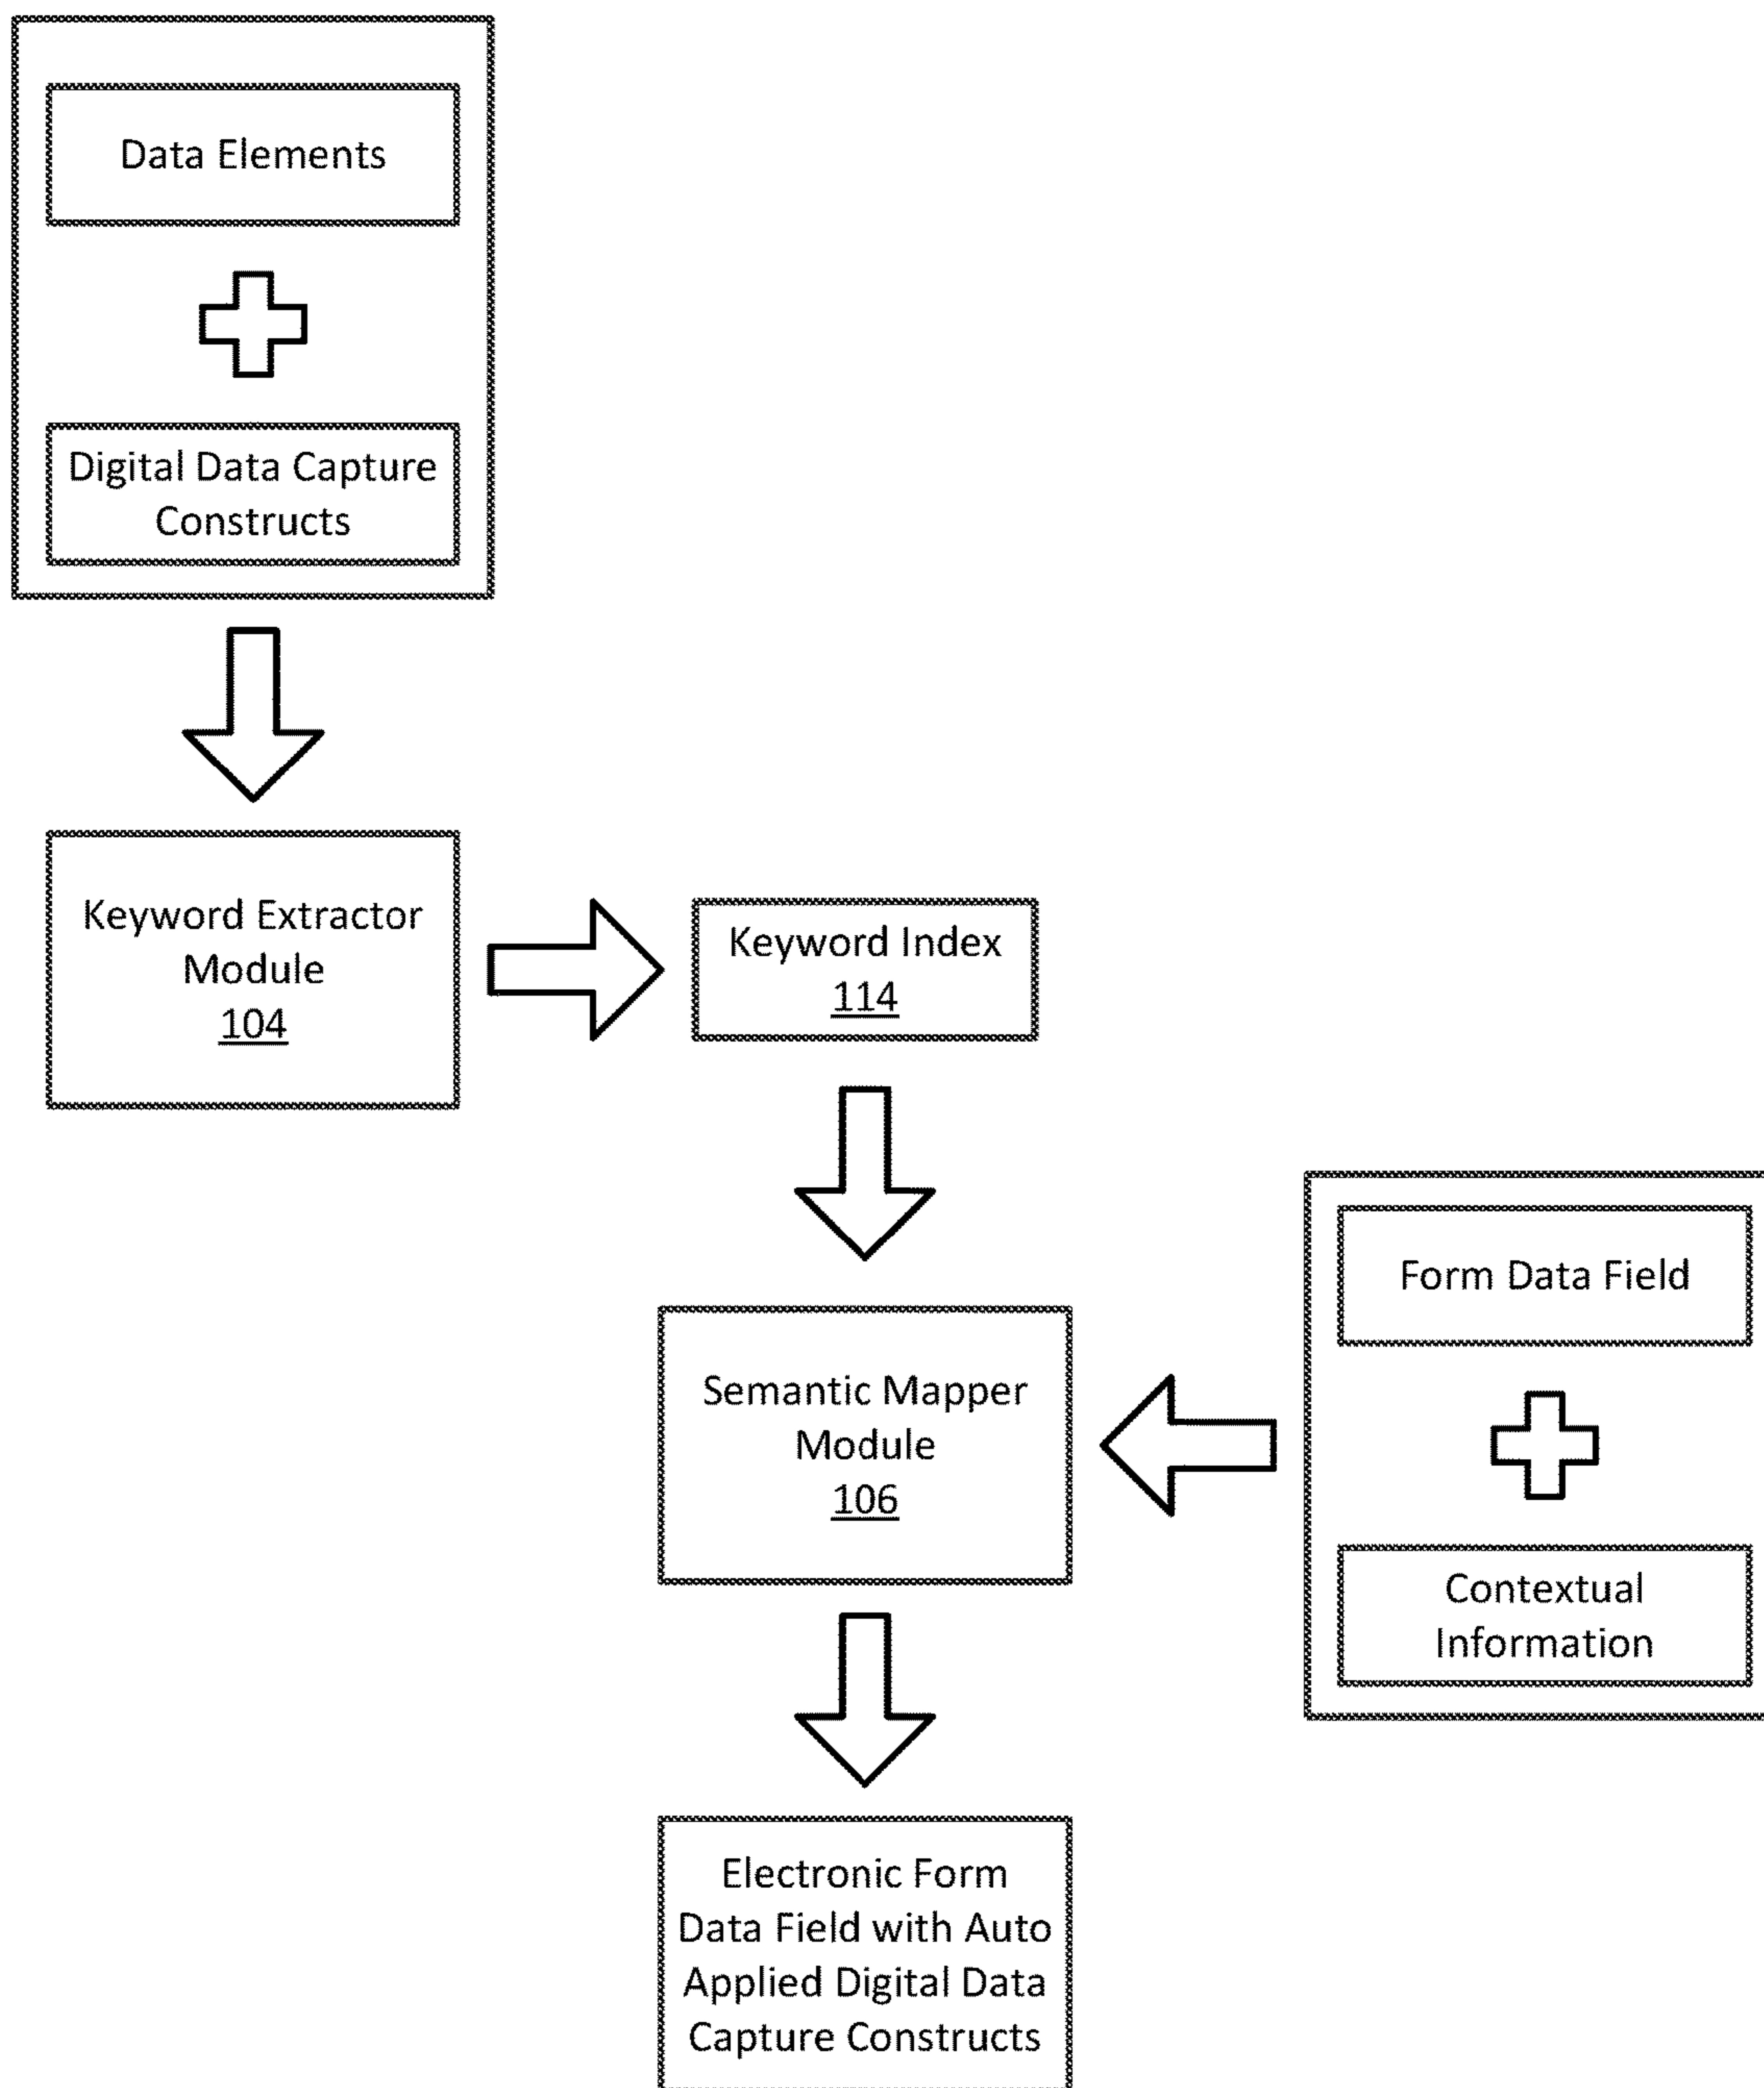 Data Elements
Digital Data Capture
Constructs
Keyword Extractor
Module
104
Keyword Index
114
Form Data Field
Semantic Mapper
Module
106
Contextual
Information
Electronic Form
Data Field with Auto
Applied Digital Data
Capture Constructs